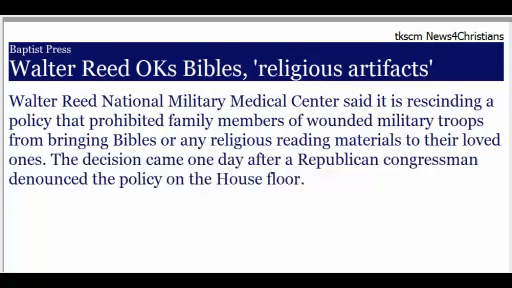 tkscm News4Christians
Baptist Press
Walter Reed OKs Bibles, 'religious artifacts'
Walter Reed National Military Medical Center said it is rescinding a
policy that prohibited family members of wounded military troops
from bringing Bibles or any religious reading materials to their loved
ones. The decision came one day after a Republican congressman
denounced the policy on the House floor.